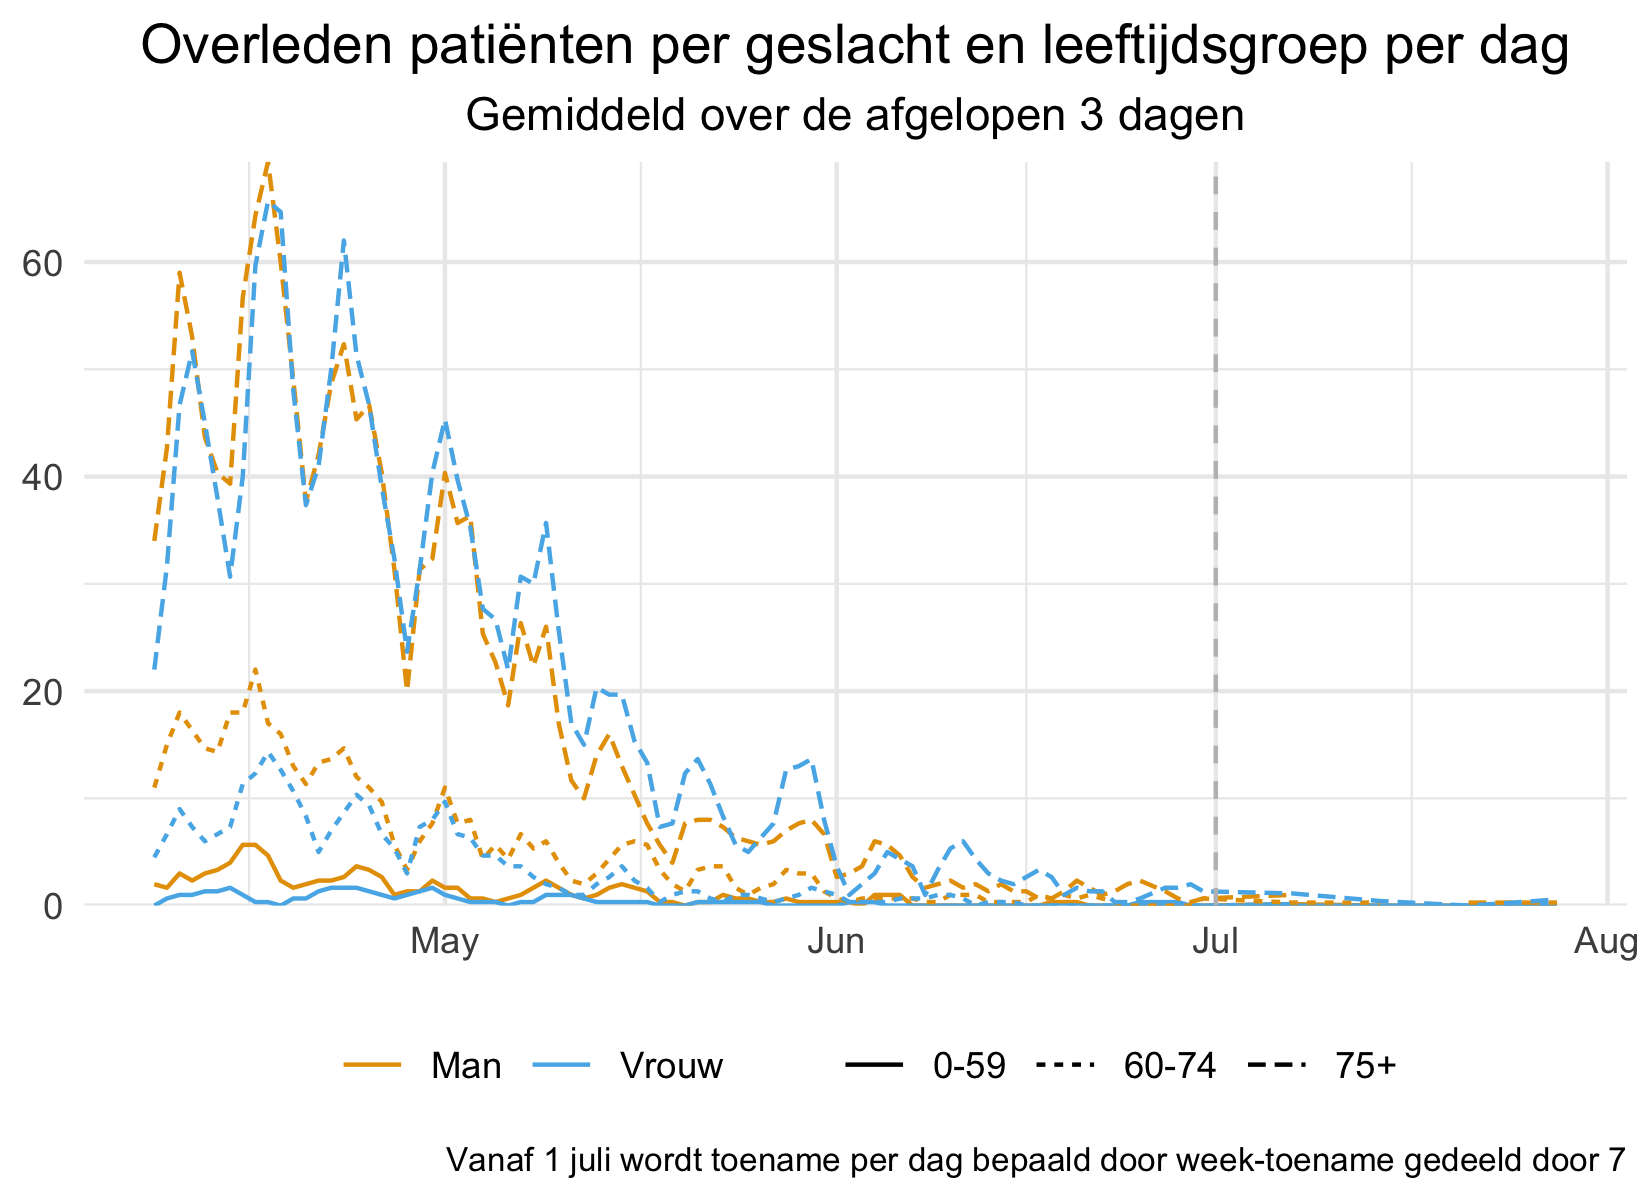 Overleden patiënten per geslacht en leeftijdsgroep per dag
Gemiddeld over de afgelopen 3 dagen
60
40
20
0
May Jun Jul Aug
Man Vrouw 0-59 60-74 75+
Vanaf 1 juli wordt toename per dag bepaald door week-toename gedeeld door 7